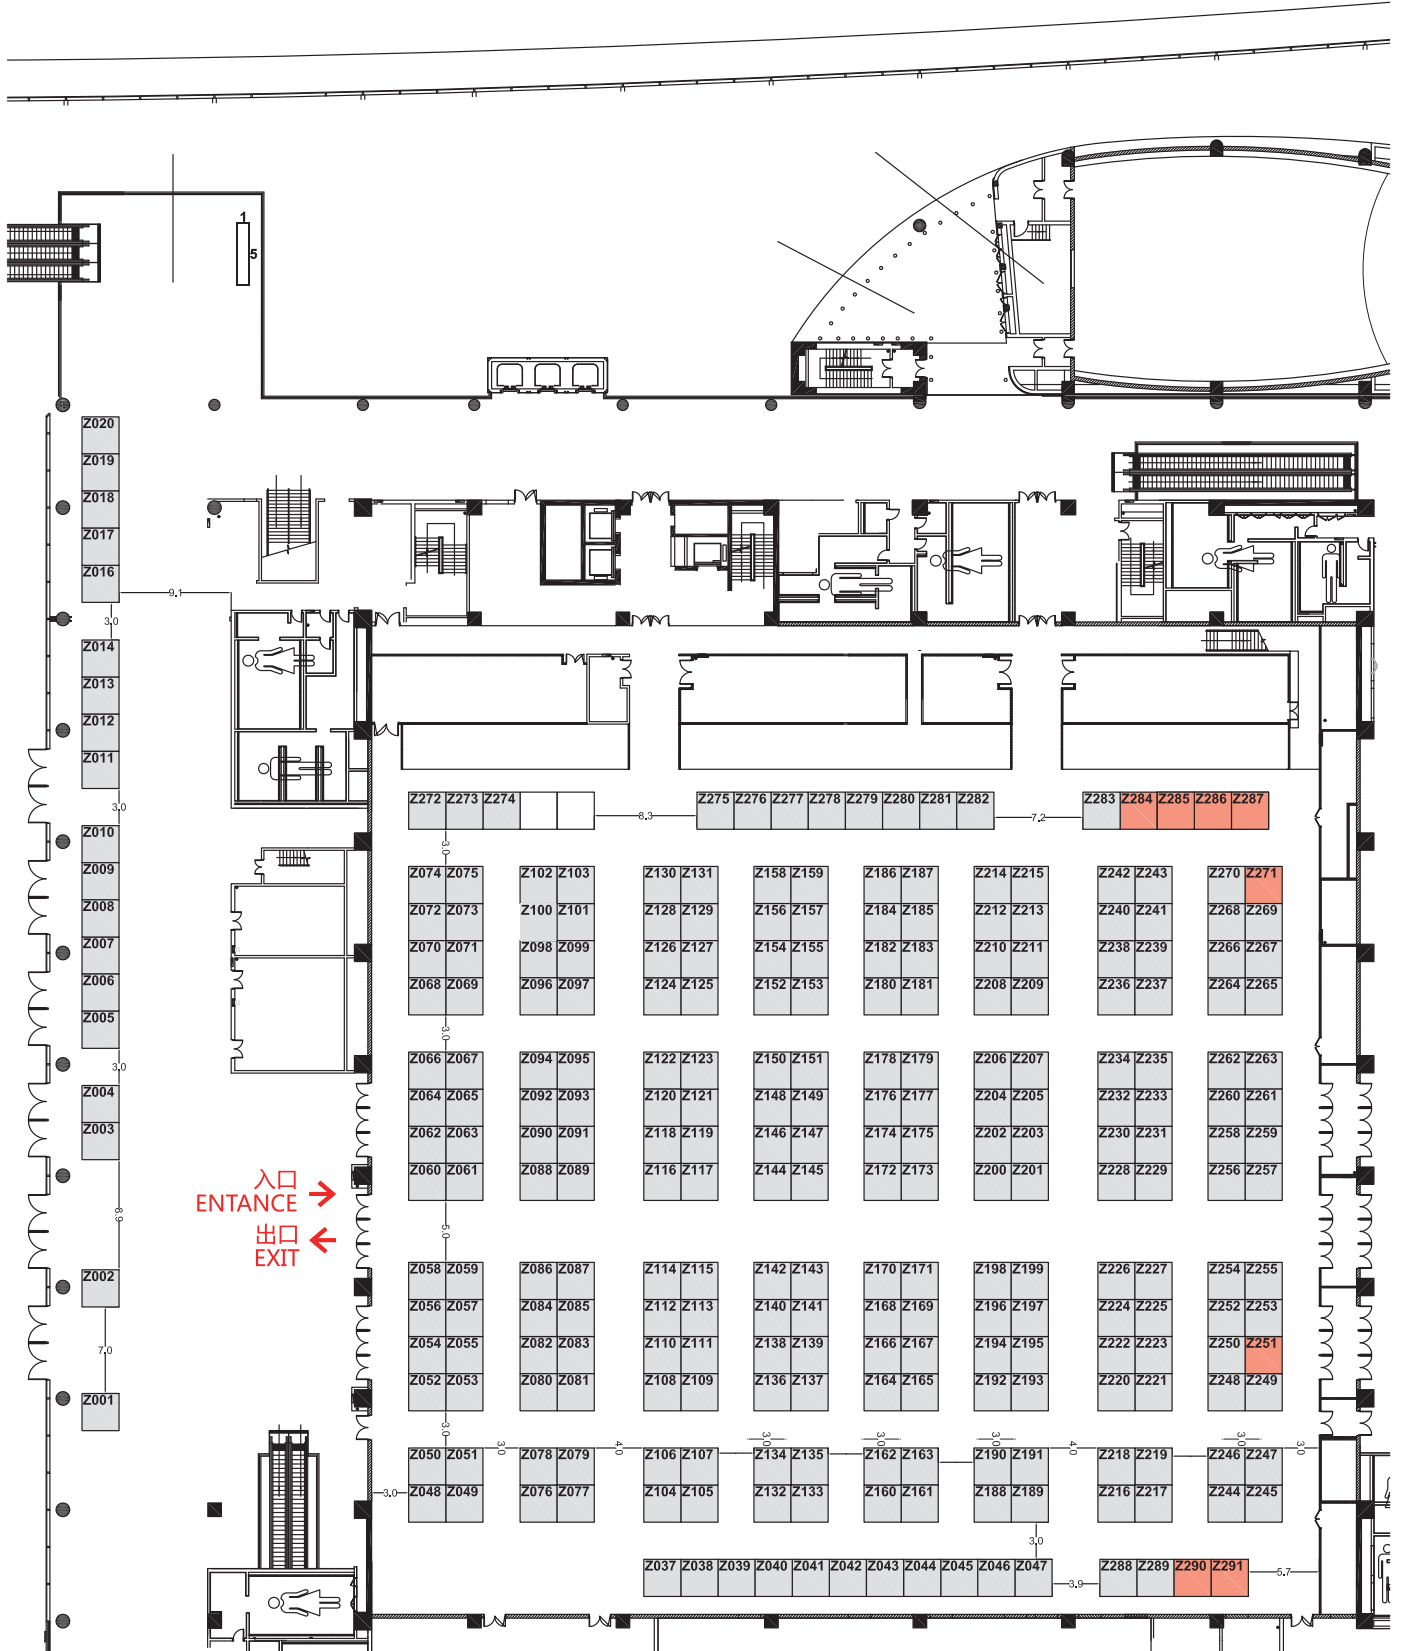 1
5
Z020
Z019
Z018
Z017
Z016
9.1
3.0
Z014
Z013
Z012
Z011
3.0
Z010
Z009
Z008
Z007
Z006
Z005
3.0
Z004
Z003
8.9
Z002
7.0
Z001
入口
ENTANCE
出口
EXIT
Z272 Z273 Z274 8.3 Z275 Z276 Z277 Z278 Z279 Z280 Z281 Z282 7.2 Z283 Z284 Z285 Z286 Z287
3.0
Z074 Z075 Z102 Z103 Z130 Z131 Z158 Z159 Z186 Z187 Z214 Z215 Z242 Z243 Z270 Z271
Z072 Z073 Z100 Z101 Z128 Z129 Z156 Z157 Z184 Z185 Z212 Z213 Z240 Z241 Z268 Z269
Z070 Z071 Z098 Z099 Z126 Z127 Z154 Z155 Z182 Z183 Z210 Z211 Z238 Z239 Z266 Z267
Z068 Z069 Z096 Z097 Z124 Z125 Z152 Z153 Z180 Z181 Z208 Z209 Z236 Z237 Z264 Z265
3.0
Z066 Z067 Z094 Z095 Z122 Z123 Z150 Z151 Z178 Z179 Z206 Z207 Z234 Z235 Z262 Z263
Z064 Z065 Z092 Z093 Z120 Z121 Z148 Z149 Z176 Z177 Z204 Z205 Z232 Z233 Z260 Z261
Z062 Z063 Z090 Z091 Z118 Z119 Z146 Z147 Z174 Z175 Z202 Z203 Z230 Z231 Z258 Z259
Z060 Z061 Z088 Z089 Z116 Z117 Z144 Z145 Z172 Z173 Z200 Z201 Z228 Z229 Z256 Z257
5.0
Z058 Z059 Z086 Z087 Z114 Z115 Z142 Z143 Z170 Z171 Z198 Z199 Z226 Z227 Z254 Z255
Z056 Z057 Z084 Z085 Z112 Z113 Z140 Z141 Z168 Z169 Z196 Z197 Z224 Z225 Z252 Z253
Z054 Z055 Z082 Z083 Z110 Z111 Z138 Z139 Z166 Z167 Z194 Z195 Z222 Z223 Z250 Z251
Z052 Z053 Z080 Z081 Z108 Z109 Z136 Z137 Z164 Z165 Z192 Z193 Z220 Z221 Z248 Z249
3.0 3.0 4.0 3.0 3.0 3.0 4.0 3.0 3.0
Z050 Z051 Z078 Z079 Z106 Z107 Z134 Z135 Z162 Z163 Z190 Z191 Z218 Z219 Z246 Z247
3.0 Z048 Z049 Z076 Z077 Z104 Z105 Z132 Z133 Z160 Z161 Z188 Z189 Z216 Z217 Z244 Z245
3.0
Z037 Z038 Z039 Z040 Z041 Z042 Z043 Z044 Z045 Z046 Z047 3.9 Z288 Z289 Z290 Z291 5.7